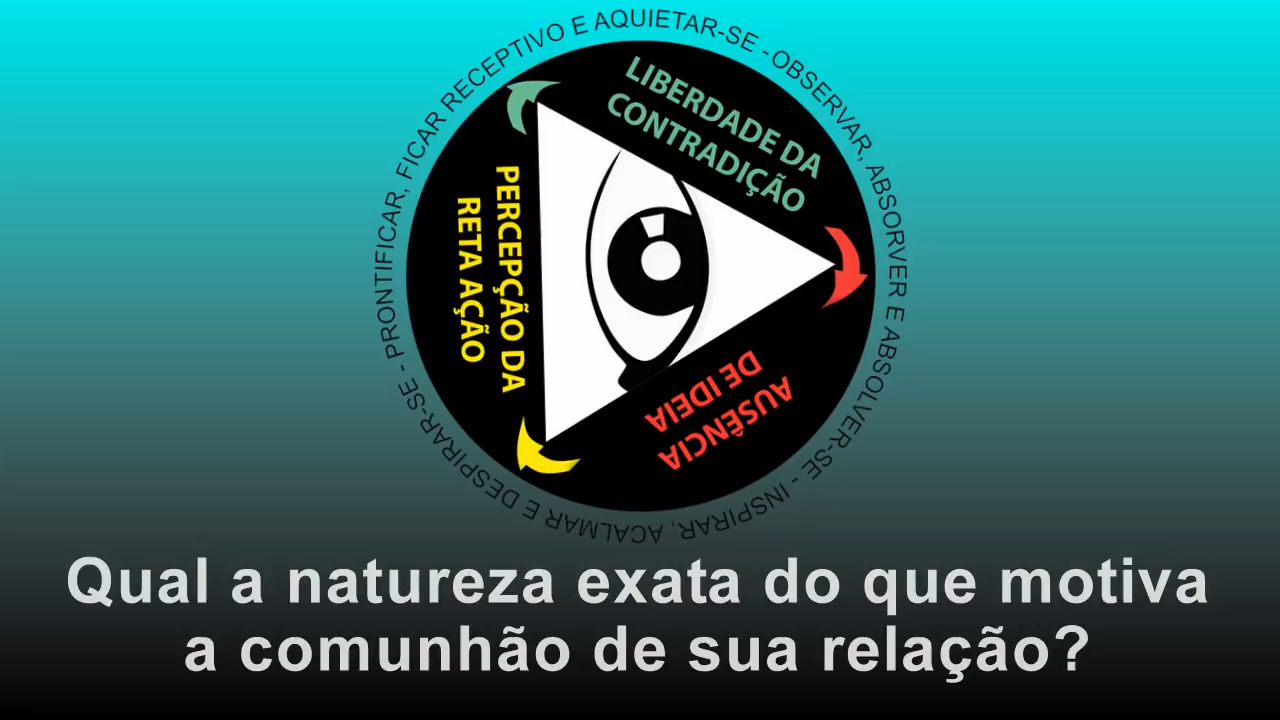 PRONTIFICAR, FICAR RECEPTIVO E AQUIETAR-SE - OBSERVAR, ABSORVER E ABSOLVER-SE - INSPIRAR, ACALMAR E DESPIRAR-SE -
LIBERDADE DA
CONTRADIÇÃO
PERCEPÇÃO DA
RETA AÇÃO
AUSÊNCIA
DE IDEIA
Qual a natureza exata do que motiva
a comunhão de sua relação?